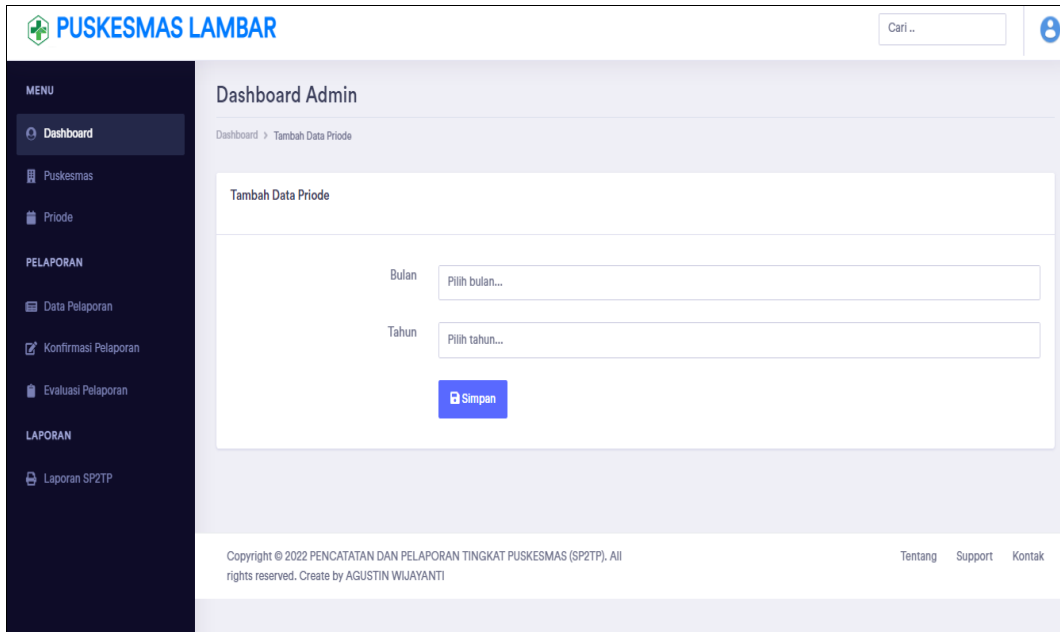 PUSKESMAS LAMBAR
Cari ..
MENU
Dashboard
Puskesmas
Priode
PELAPORAN
Data Pelaporan
Konfirmasi Pelaporan
Evaluasi Pelaporan
LAPORAN
Laporan SP2TP
Dashboard Admin
Dashboard > Tambah Data Priode
Tambah Data Priode
Bulan
Pilih bulan...
Tahun
Pilih tahun...
Simpan
Copyright © 2022 PENCATATAN DAN PELAPORAN TINGKAT PUSKESMAS (SP2TP). All
rights reserved. Create by AGUSTIN WIJAYANTI
Tentang Support Kontak